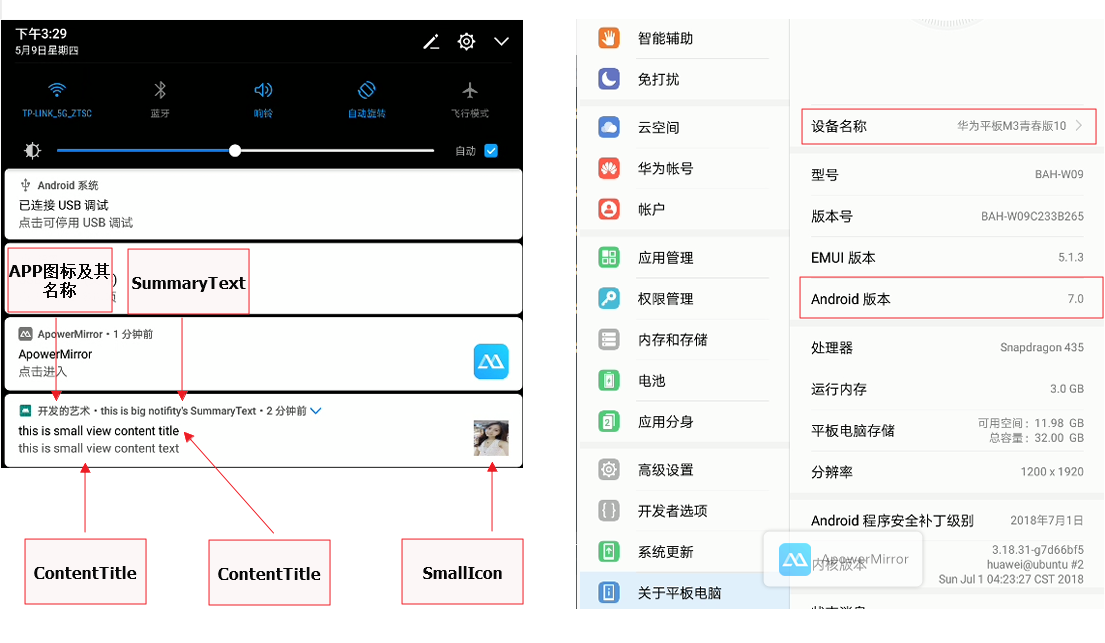 下午3:29
5月9日星期四
TP-LINK_5G_ZTSC
蓝牙
响铃
自动旋转
飞行模式
自动
Android 系统
已连接 USB 调试
点击可停用 USB 调试
APP图标及其
名称
)
SummaryText
ApowerMirror • 1 分钟前
ApowerMirror
点击进入
开发的艺术 • this is big notifity's SummaryText • 2 分钟前
this is small view content title
this is small view content text
ContentTitle
ContentTitle
SmallIcon
智能辅助
免打扰
云空间
华为帐号
帐户
应用管理
权限管理
内存和存储
电池
应用分身
高级设置
开发者选项
系统更新
关于平板电脑
设备名称 华为平板M3青春版10
型号 BAH-W09
版本号 BAH-W09C233B265
EMUI 版本 5.1.3
Android 版本 7.0
处理器 Snapdragon 435
运行内存 3.0 GB
平板电脑存储 可用空间：11.98 GB
总容量：32.00 GB
分辨率 1200 x 1920
Android 程序安全补丁级别 2018年7月1日
ApowerMirror
内核版本
3.18.31-g7d66bf5
huawei@ubuntu #2
Sun Jul 1 04:23:27 CST 2018
状态消息